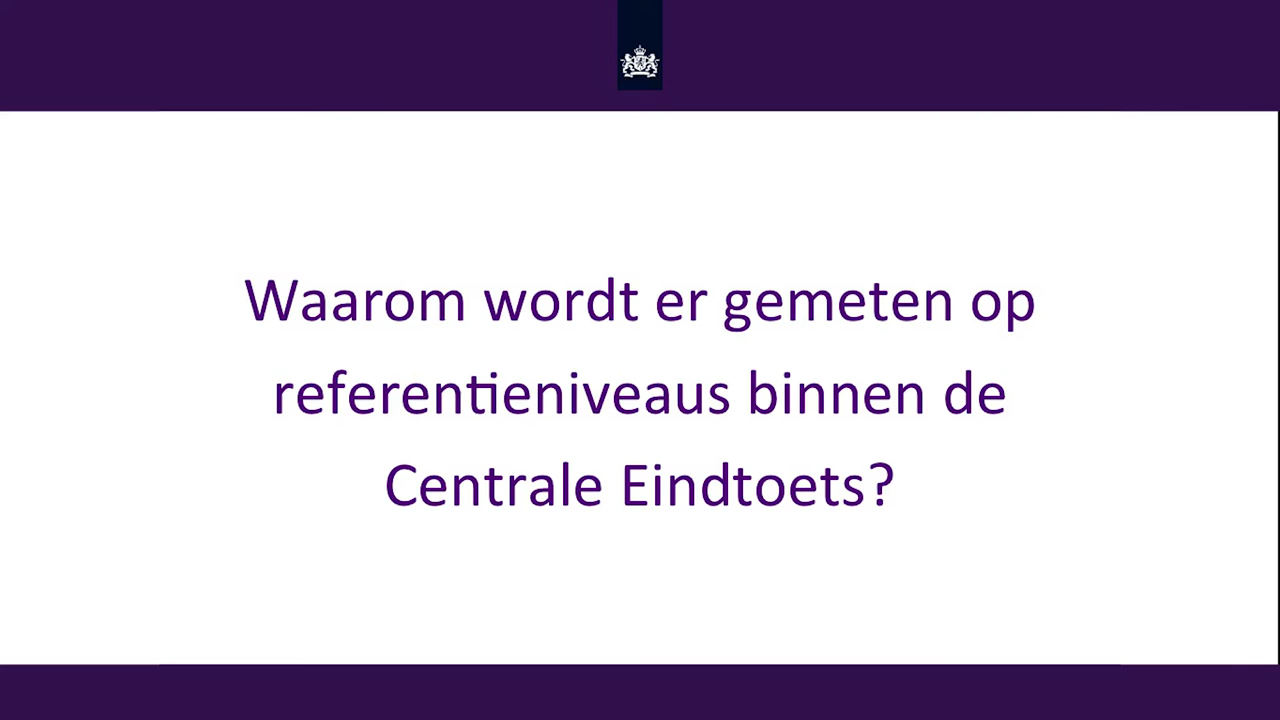 Waarom wordt er gemeten op
referentieniveaus binnen de
Centrale Eindtoets?